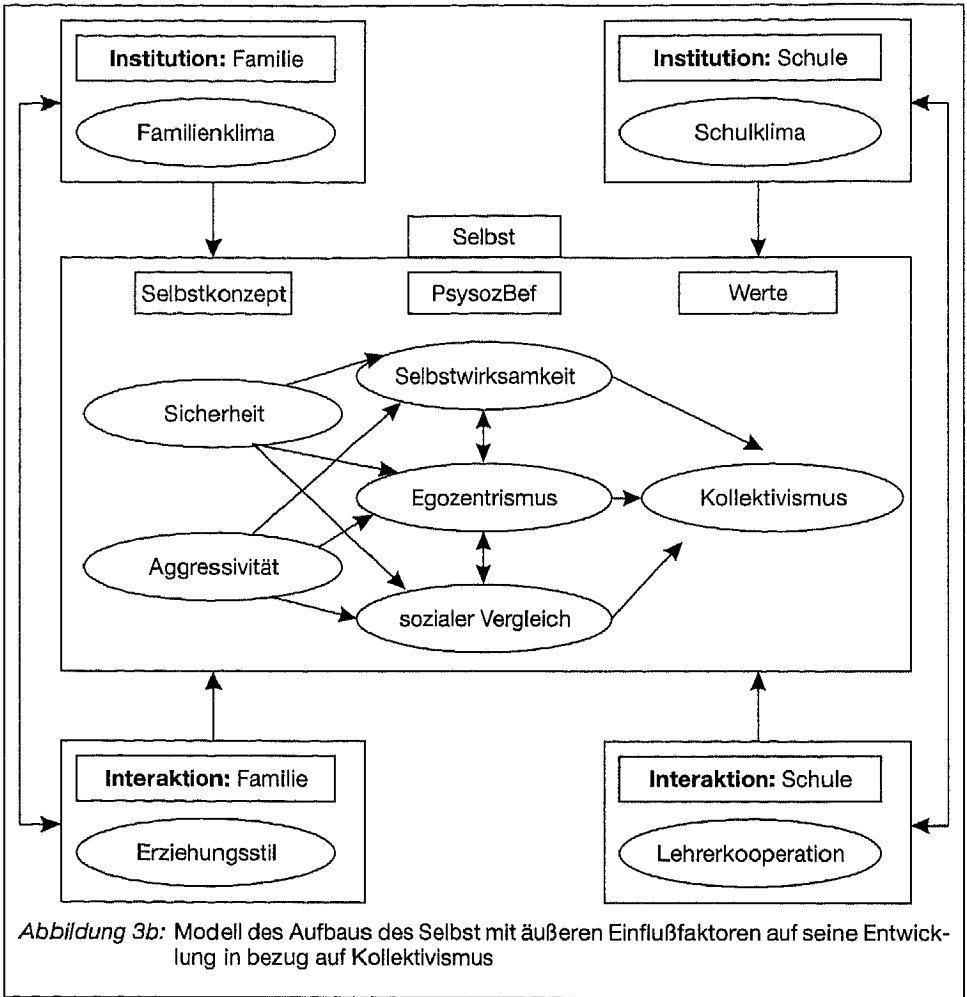 Institution: Familie
Familienklima
Institution: Schule
Schulklima
Selbst
Selbstkonzept
PsysozBef
Werte
Sicherheit
Aggressivität
Selbstwirksamkeit
Egozentrismus
sozialer Vergleich
Kollektivismus
Interaktion: Familie
Erziehungsstil
Interaktion: Schule
Lehrerkooperation
Abbildung 3b: Modell des Aufbaus des Selbst mit äußeren Einflußfaktoren auf seine Entwick-
lung in bezug auf Kollektivismus